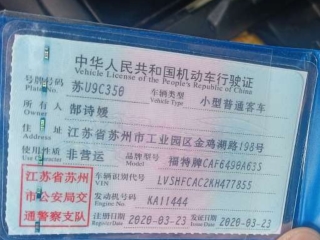 中华人民共和国机动车行驶证
Vehicle License of the People's Republic of China
号牌号码 苏U9C350 车辆类型 小型普通客车
Plate No. Vehicle Type
所有人 郝诗媛
Owner
住址 江苏省苏州市工业园区金鸡湖路198号
Address
使用性质 非营运 品牌型号 福特牌CAF6490A63S
Use Character Model
江苏省苏州市公安局交通警察支队
车辆识别代号 LVSHFCAC2KH477855
VIN
发动机号码 KA11444
Engine No.
注册日期 2020-03-23 发证日期 2020-03-23
Register Date Issue Date